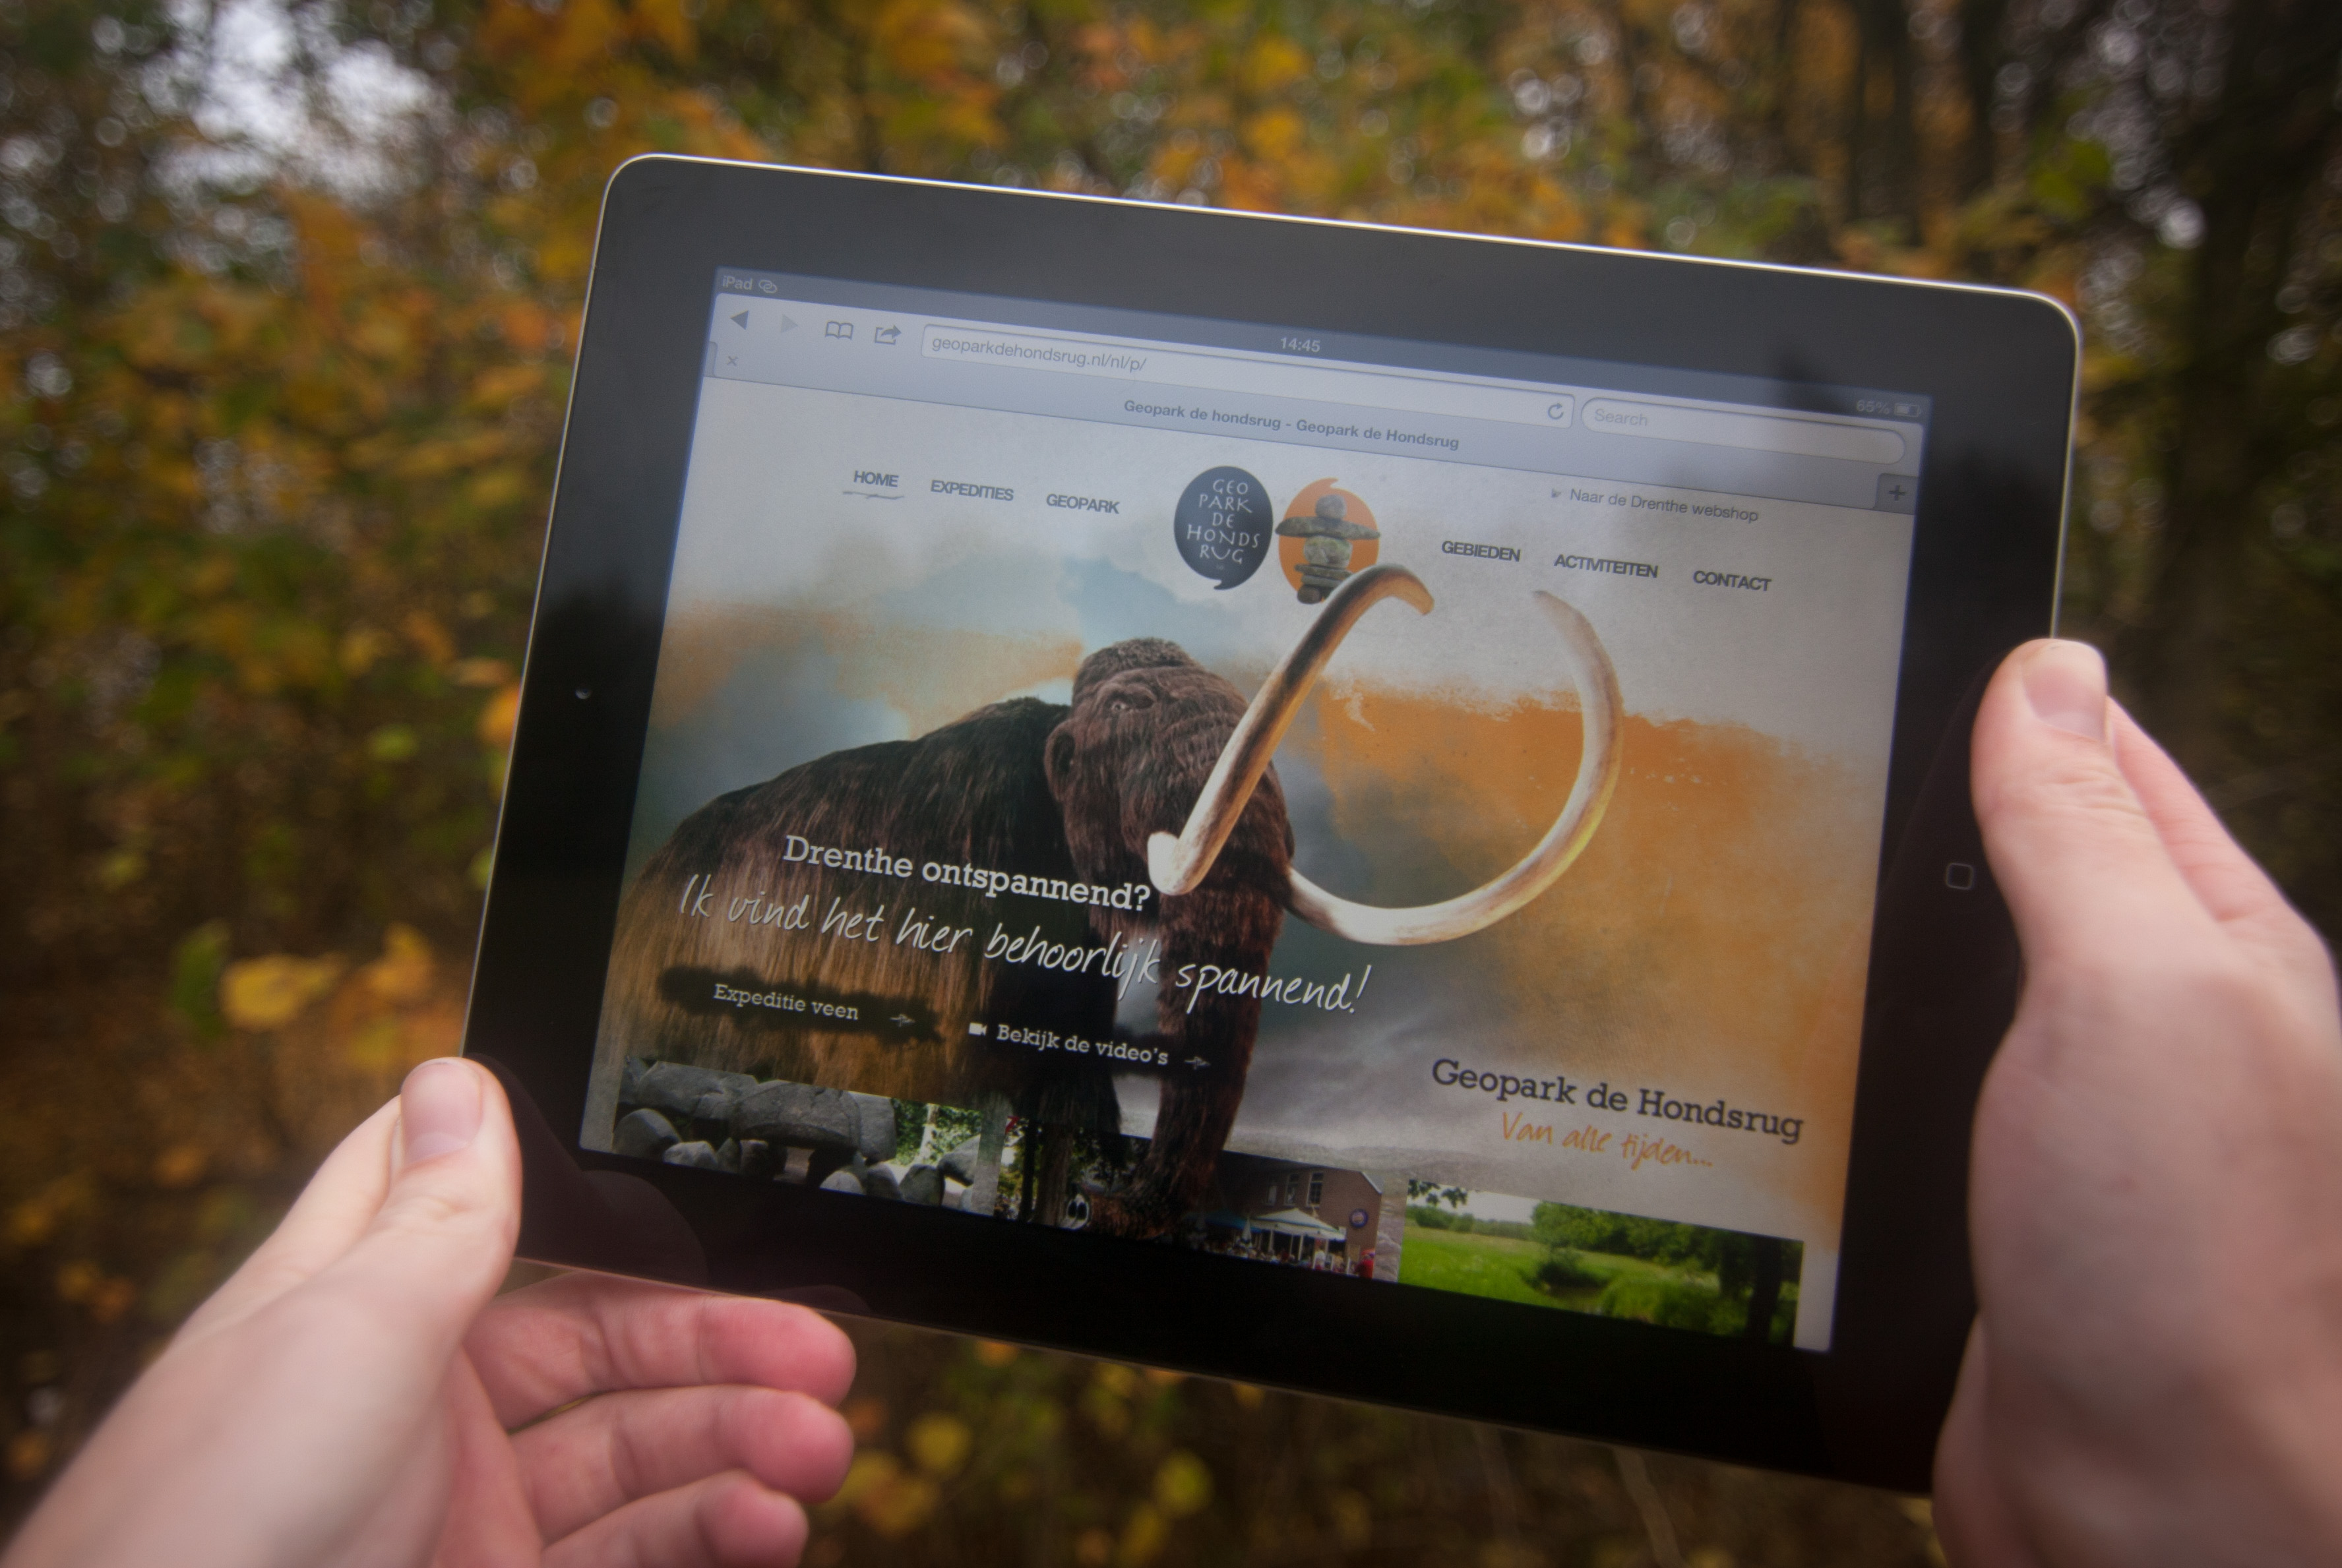 iPad
14:45
65%
geoparkdehondsrug.nl/nl/p/
Search
Geopark de hondsrug - Geopark de Hondsrug
HOME EXPEDITIES GEOPARK
GEO
PARK
DE
HONDS
RUG
Naar de Drenthe webshop
GEBIEDEN ACTIVITEITEN CONTACT
Drenthe ontspannend?
Ik vind het hier behoorlijk spannend!
Expeditie veen
Bekijk de video's
Geopark de Hondsrug
Van alle tijden...